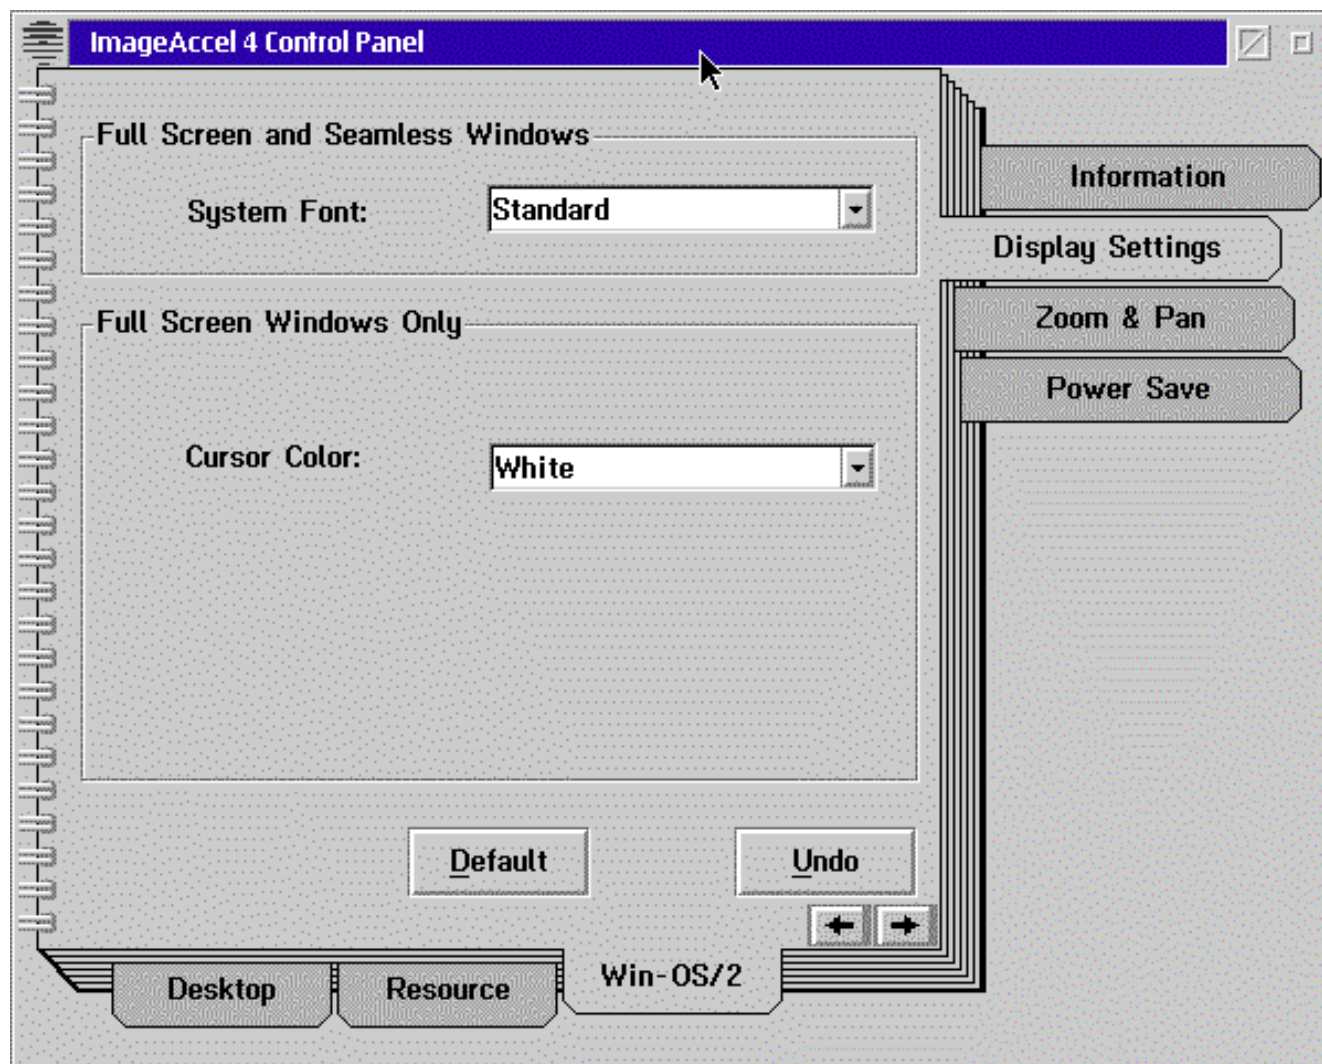 ImageAccel 4 Control Panel
Full Screen and Seamless Windows
System Font:
Standard
Full Screen Windows Only
Cursor Color:
White
Default
Undo
Information
Display Settings
Zoom & Pan
Power Save
Desktop
Resource
Win-OS/2